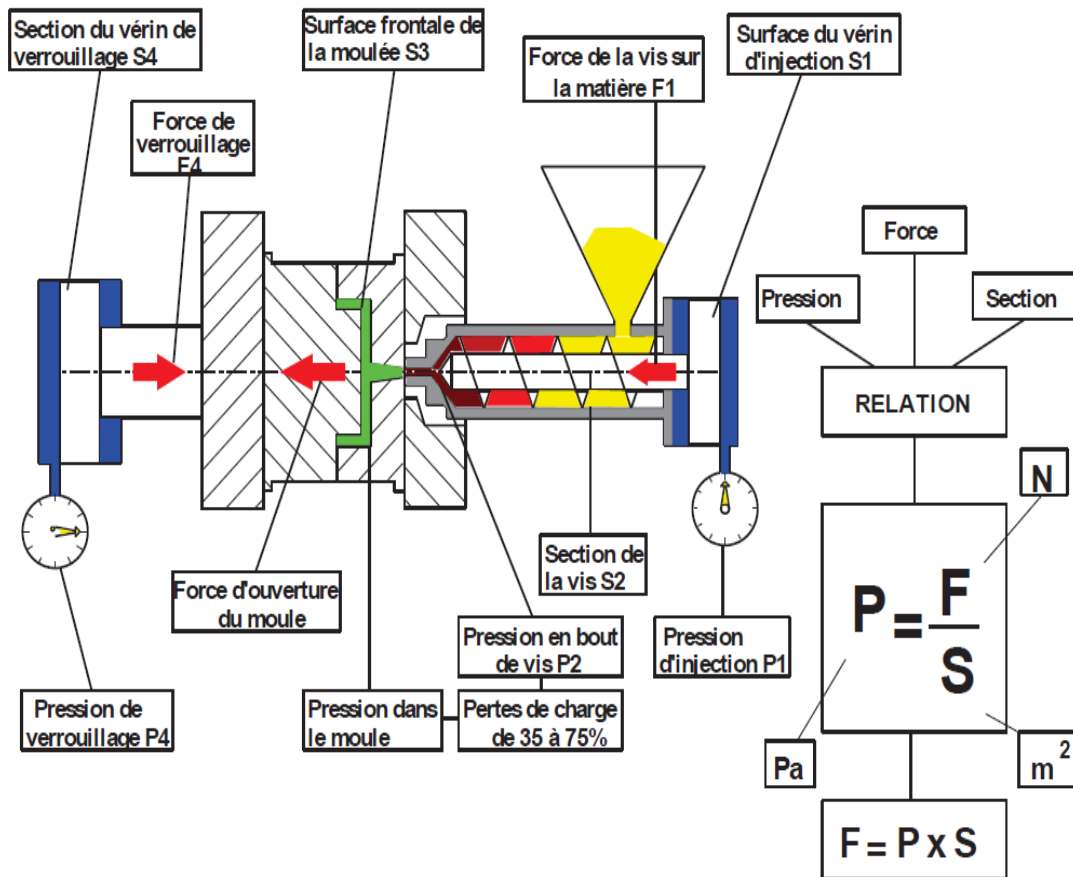 Section du vérin de
verrouillage S4
Surface frontale de
la moulée S3
Force de la vis sur
la matière F1
Surface du vérin
d'injection S1
Force de
verrouillage
F4
Force
Pression
Section
RELATION
N
P = F
S
Pa
m²
F = P x S
Force d'ouverture
du moule
Section de
la vis S2
Pression en bout
de vis P2
Pression
d'injection P1
Pression de
verrouillage P4
Pression dans
le moule
Pertes de charge
de 35 à 75%